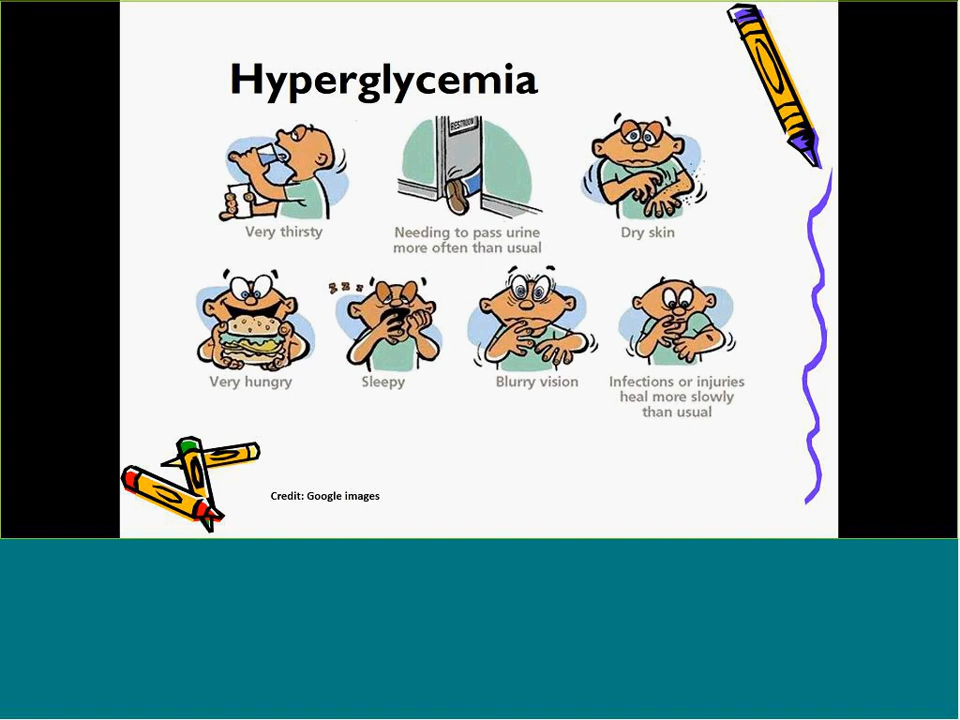 Hyperglycemia
RESTROOM
Very thirsty
Needing to pass urine
more often than usual
Dry skin
z z z
Very hungry
Sleepy
Blurry vision
Infections or injuries
heal more slowly
than usual
Credit: Google images